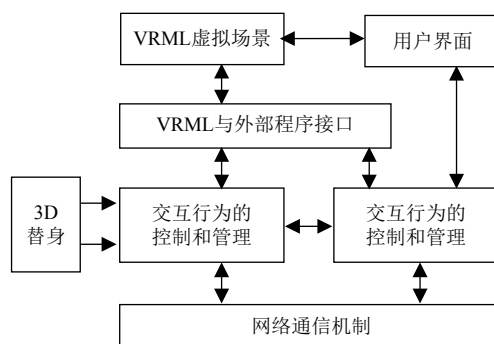 VRML虚拟场景
用户界面
VRML与外部程序接口
3D
替身
交互行为的
控制和管理
交互行为的
控制和管理
网络通信机制